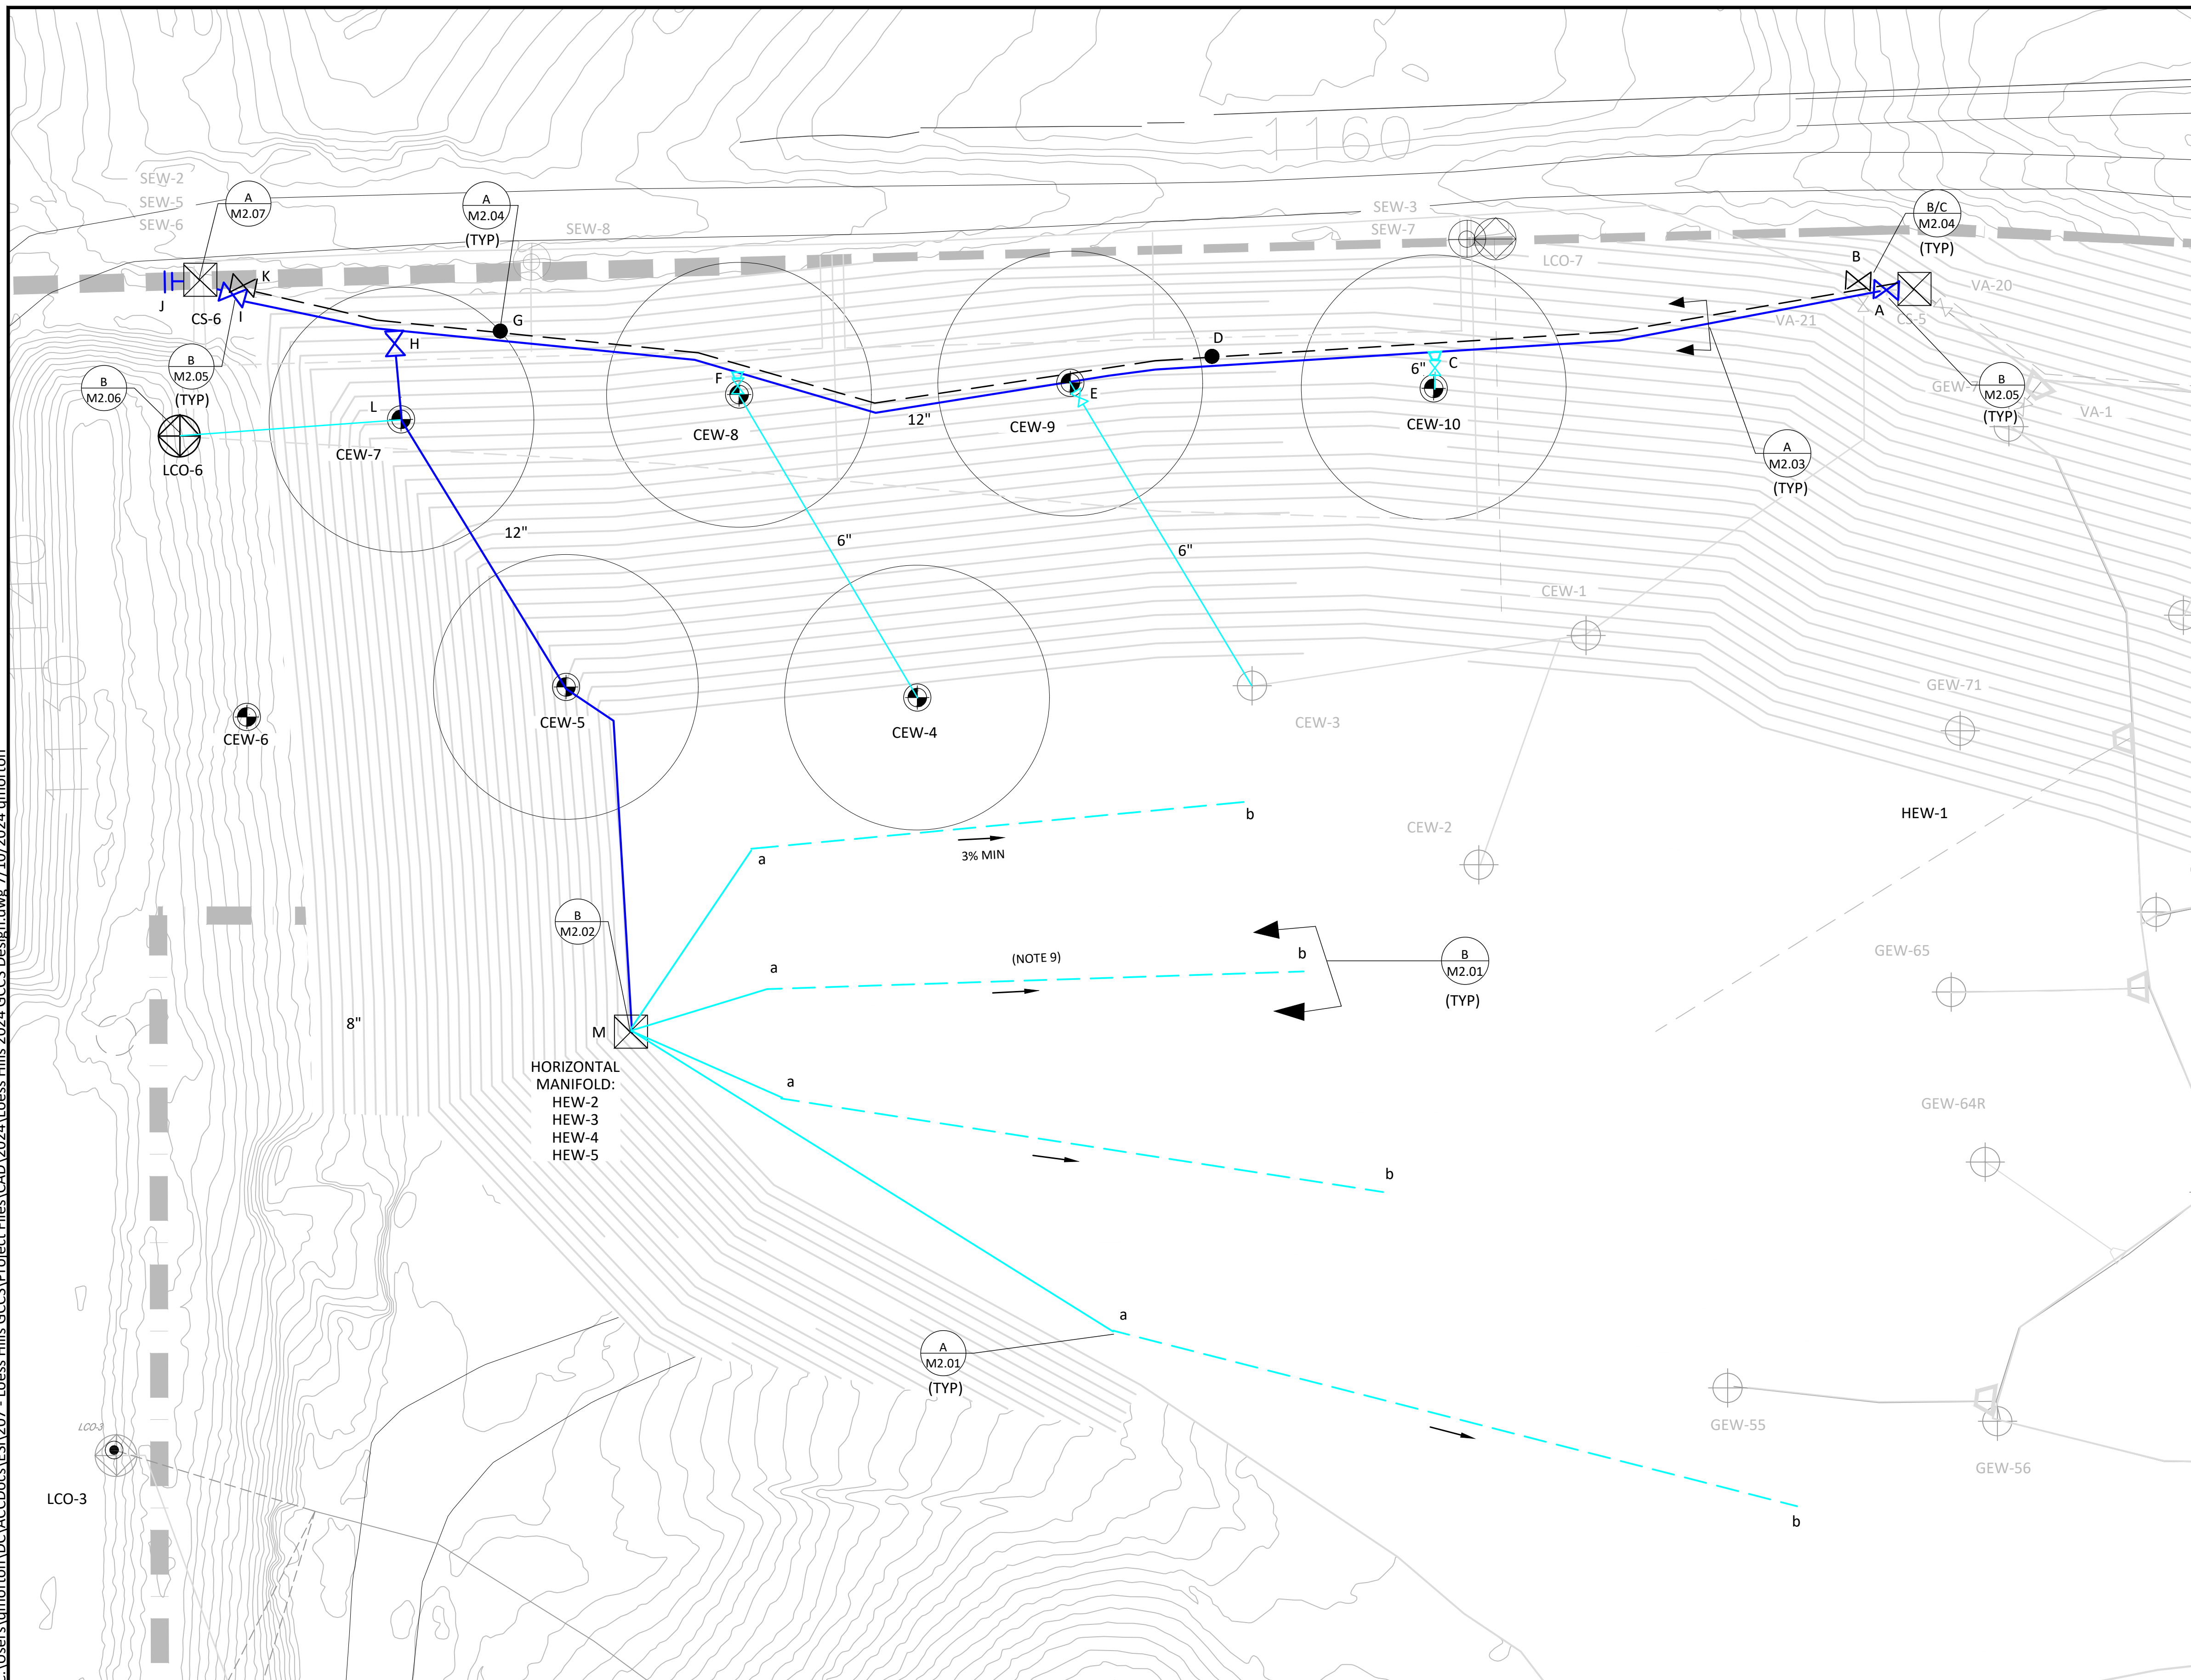 1160
SEW-2
SEW-5
SEW-6
A
M2.07
A
M2.04
(TYP)
SEW-8
SEW-3
SEW-7
LCO-7
B/C
M2.04
(TYP)
B
A
VA-20
VA-21
CS-5
K
J
CS-6
I
G
H
D
F
E
6"
C
12"
B
M2.05
(TYP)
B
M2.06
GEW-7
B
M2.05
(TYP)
VA-1
L
CEW-7
CEW-8
CEW-9
CEW-10
LCO-6
A
M2.03
(TYP)
12"
6"
6"
CEW-1
GEW-71
CEW-5
CEW-4
CEW-3
CEW-6
a
b
3% MIN
CEW-2
HEW-1
B
M2.02
a
(NOTE 9)
b
B
M2.01
(TYP)
GEW-65
8"
M
HORIZONTAL
MANIFOLD:
HEW-2
HEW-3
HEW-4
HEW-5
a
b
GEW-64R
a
A
M2.01
(TYP)
b
GEW-55
GEW-56
LCO-3
LCO-3